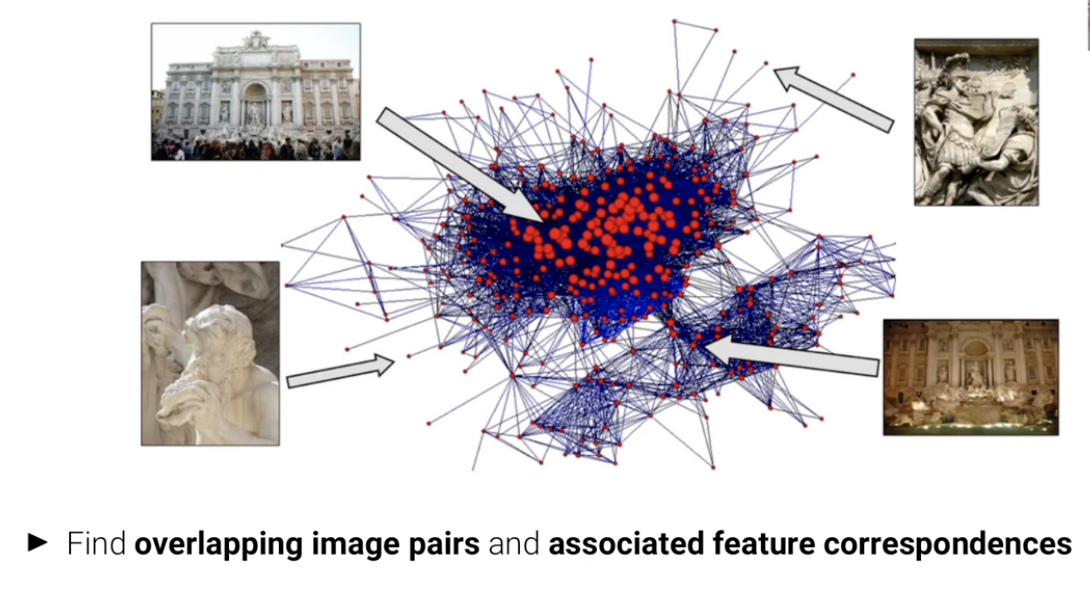 ► Find overlapping image pairs and associated feature correspondences